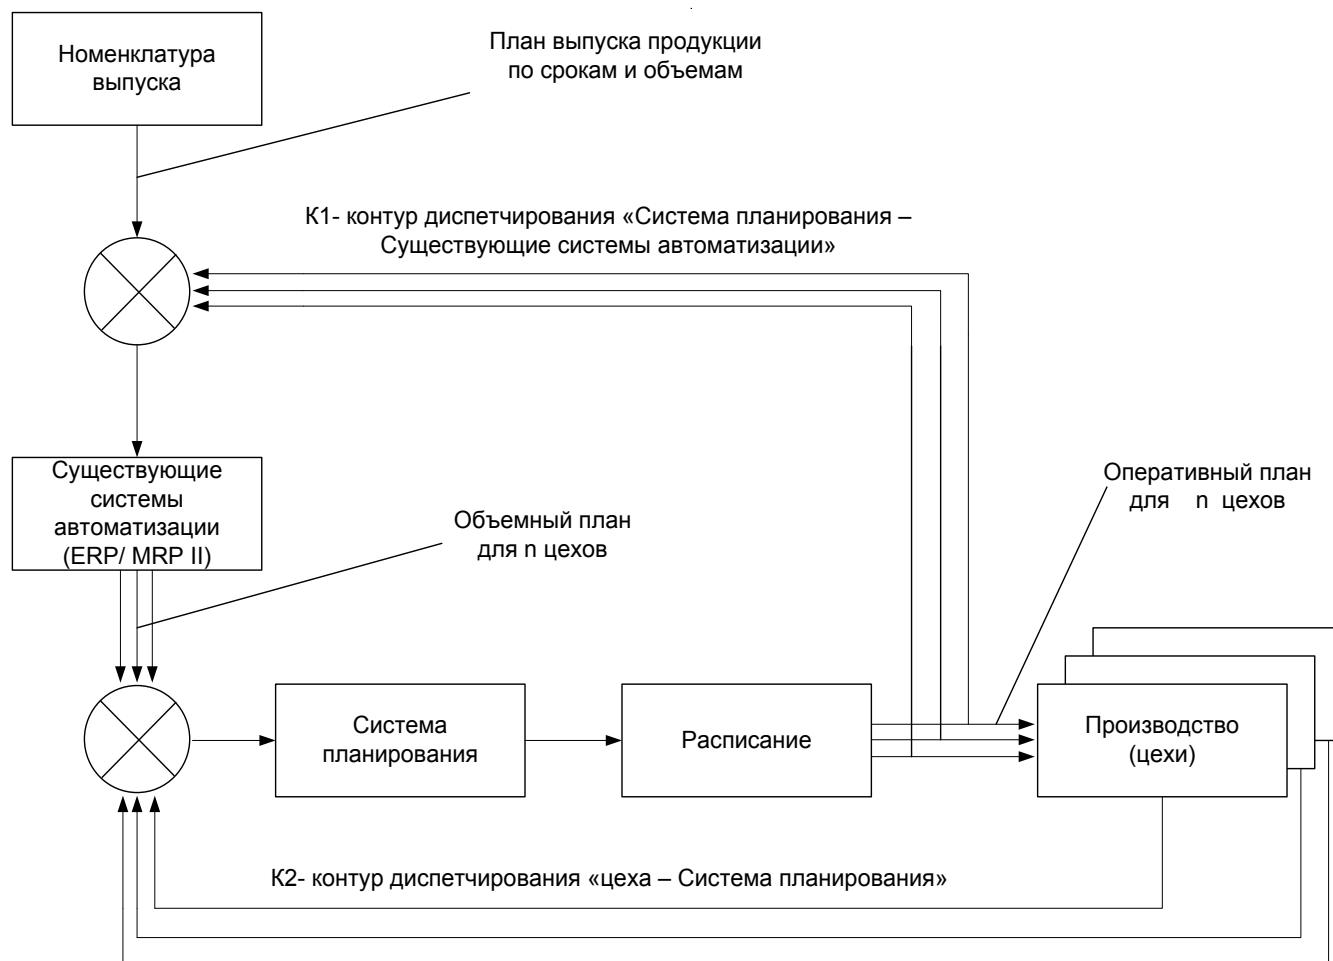 Номенклатура
выпуска
План выпуска продукции
по срокам и объемам
К1- контур диспетчирования «Система планирования –
Существующие системы автоматизации»
Существующие
системы
автоматизации
(ERP/ MRP II)
Объемный план
для n цехов
Оперативный план
для n цехов
Система
планирования
Расписание
Производство
(цехи)
К2- контур диспетчирования «цеха – Система планирования»